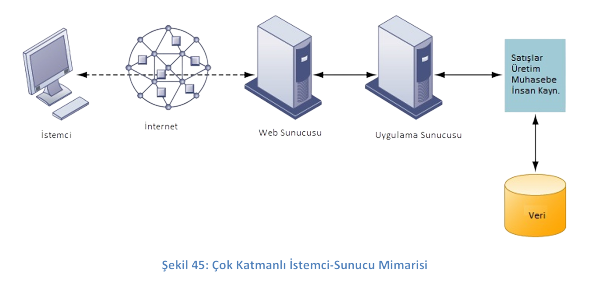 Satışlar
Üretim
Muhasebe
İnsan Kayn.
İstemci
İnternet
Web Sunucusu
Uygulama Sunucusu
Veri
Şekil 45: Çok Katmanlı İstemci-Sunucu Mimarisi